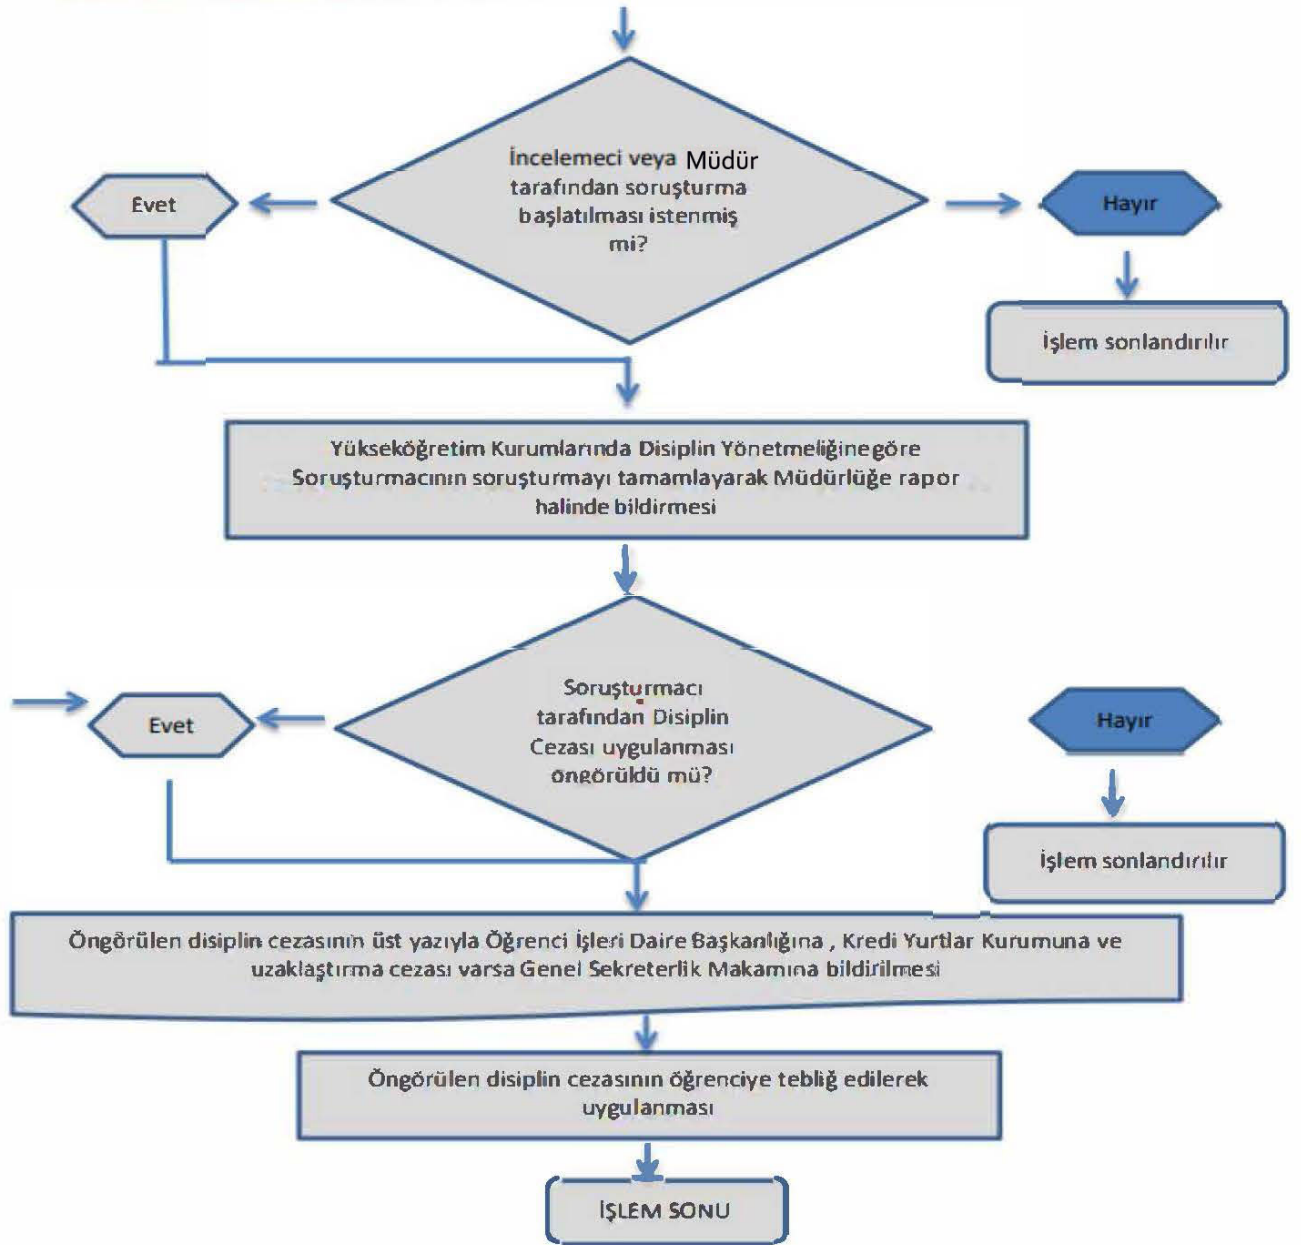 İncelemeci veya Müdür
tarafından soruşturma
başlatılması istenmiş
mi?
Evet
Hayır
İşlem sonlandırılır
Yükseköğretim Kurumlarında Disiplin Yönetmeliğinegöre
Soruşturmacının soruşturmayı tamamlayarak Müdürlüğe rapor
halinde bildirmesi
Soruşturmacı
tarafından Disiplin
Cezası uygulanması
öngörüldü mü?
Evet
Hayır
İşlem sonlandırılır
Öngörülen disiplin cezasının üst yazıyla Öğrenci İşleri Daire Başkanlığına , Kredi Yurtlar Kurumuna ve
uzaklaştırma cezası varsa Genel Sekreterlik Makamına bildirilmesi
Öngörülen disiplin cezasının öğrenciye tebliğ edilerek
uygulanması
İŞLEM SONU